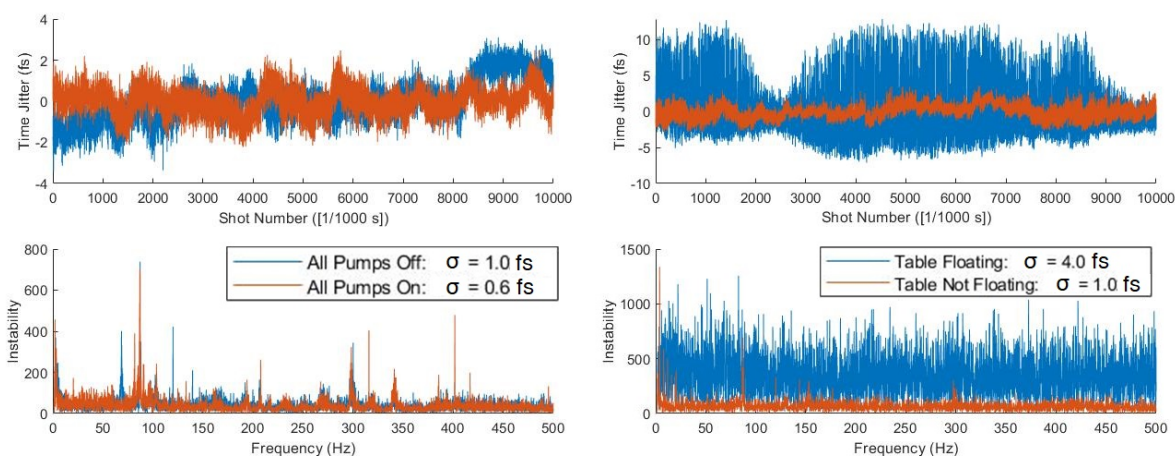 4
2
0
-2
-4
Time Jitter (fs)
0 1000 2000 3000 4000 5000 6000 7000 8000 9000 10000
Shot Number ([1/1000 s])
15
10
5
0
-5
-10
Time Jitter (fs)
0 1000 2000 3000 4000 5000 6000 7000 8000 9000 10000
Shot Number ([1/1000 s])
800
600
400
200
0
Instability
All Pumps Off: σ = 1.0 fs
All Pumps On: σ = 0.6 fs
0 50 100 150 200 250 300 350 400 450 500
Frequency (Hz)
1500
1000
500
0
Instability
Table Floating: σ = 4.0 fs
Table Not Floating: σ = 1.0 fs
0 50 100 150 200 250 300 350 400 450 500
Frequency (Hz)